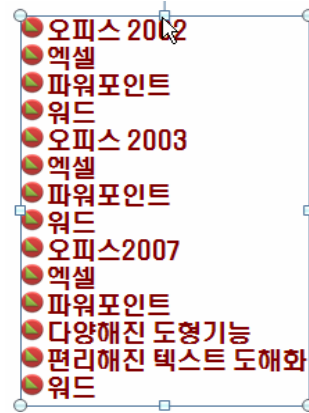 오피스 2002
엑셀
파워포인트
워드
오피스 2003
엑셀
파워포인트
워드
오피스2007
엑셀
파워포인트
다양해진 도형기능
편리해진 텍스트 도해화
워드